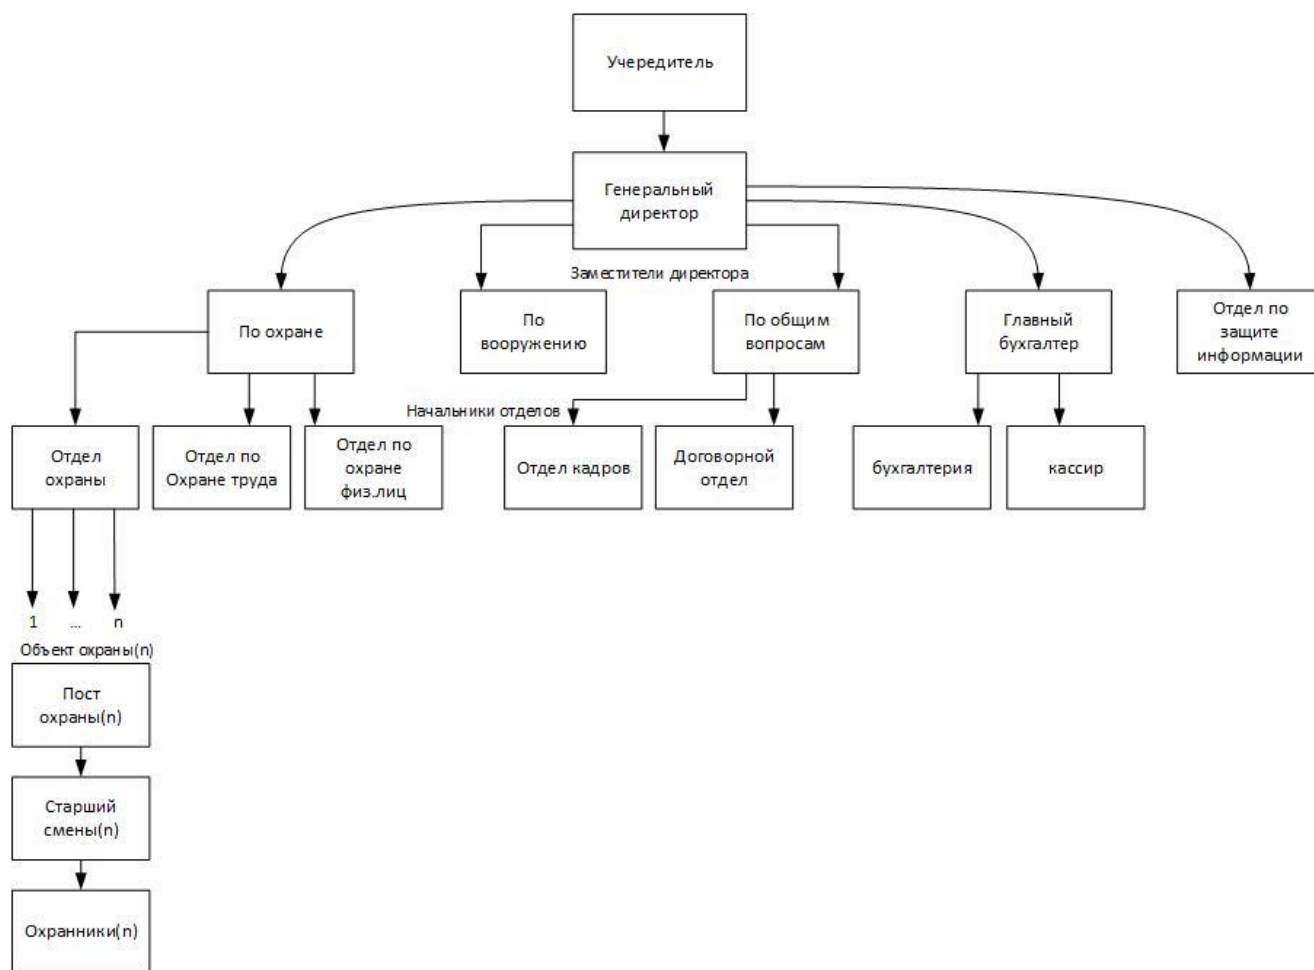 Учередитель
Генеральный
директор
Заместители директора
По охране
По
вооружению
По общим
вопросам
Главный
бухгалтер
Отдел по
защите
информации
Начальники отделов
Отдел
охраны
Отдел по
Охране труда
Отдел по
охране
физ.лиц
Отдел кадров
Договорной
отдел
бухгалтерия
кассир
1 ... n
Объект охраны(n)
Пост
охраны(n)
Старший
смены(n)
Охранники(n)